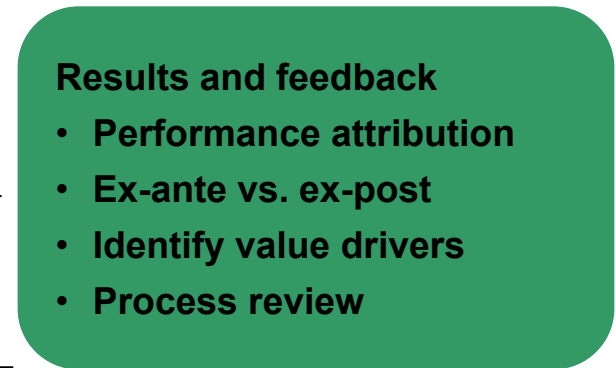 Results and feedback
• Performance attribution
• Ex-ante vs. ex-post
• Identify value drivers
• Process review